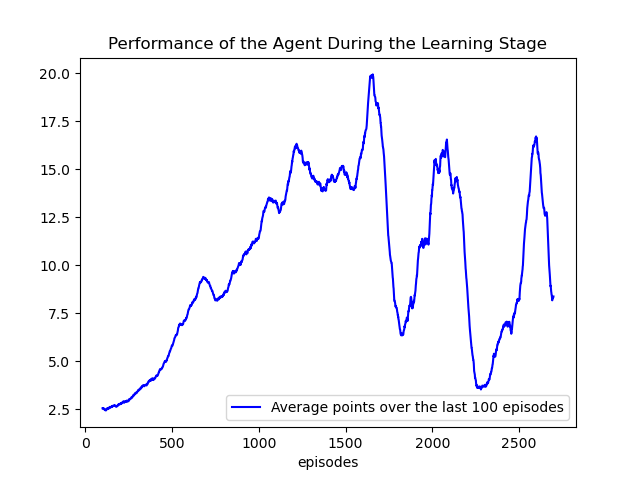 Performance of the Agent During the Learning Stage
20.0
17.5
15.0
12.5
10.0
7.5
5.0
2.5
Average points over the last 100 episodes
0 500 1000 1500 2000 2500
episodes